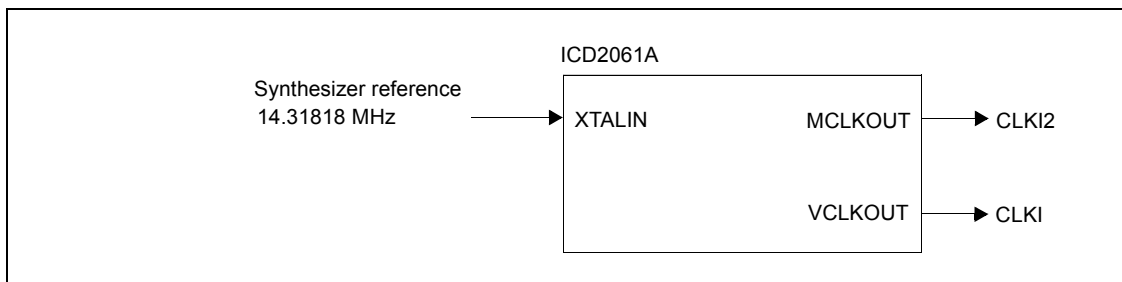 ICD2061A
Synthesizer reference
14.31818 MHz
XTALIN
MCLKOUT
CLKI2
VCLKOUT
CLKI